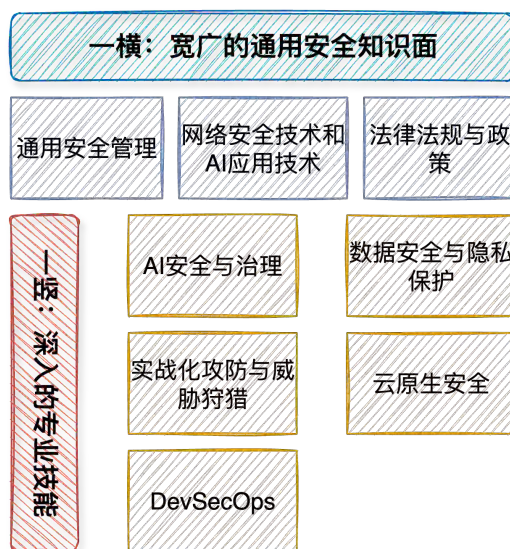 一横：宽广的通用安全知识面
通用安全管理
网络安全技术和
AI应用技术
法律法规与政
策
一竖：深入的专业技能
AI安全与治理
数据安全与隐私
保护
实战化攻防与威
胁狩猎
云原生安全
DevSecOps